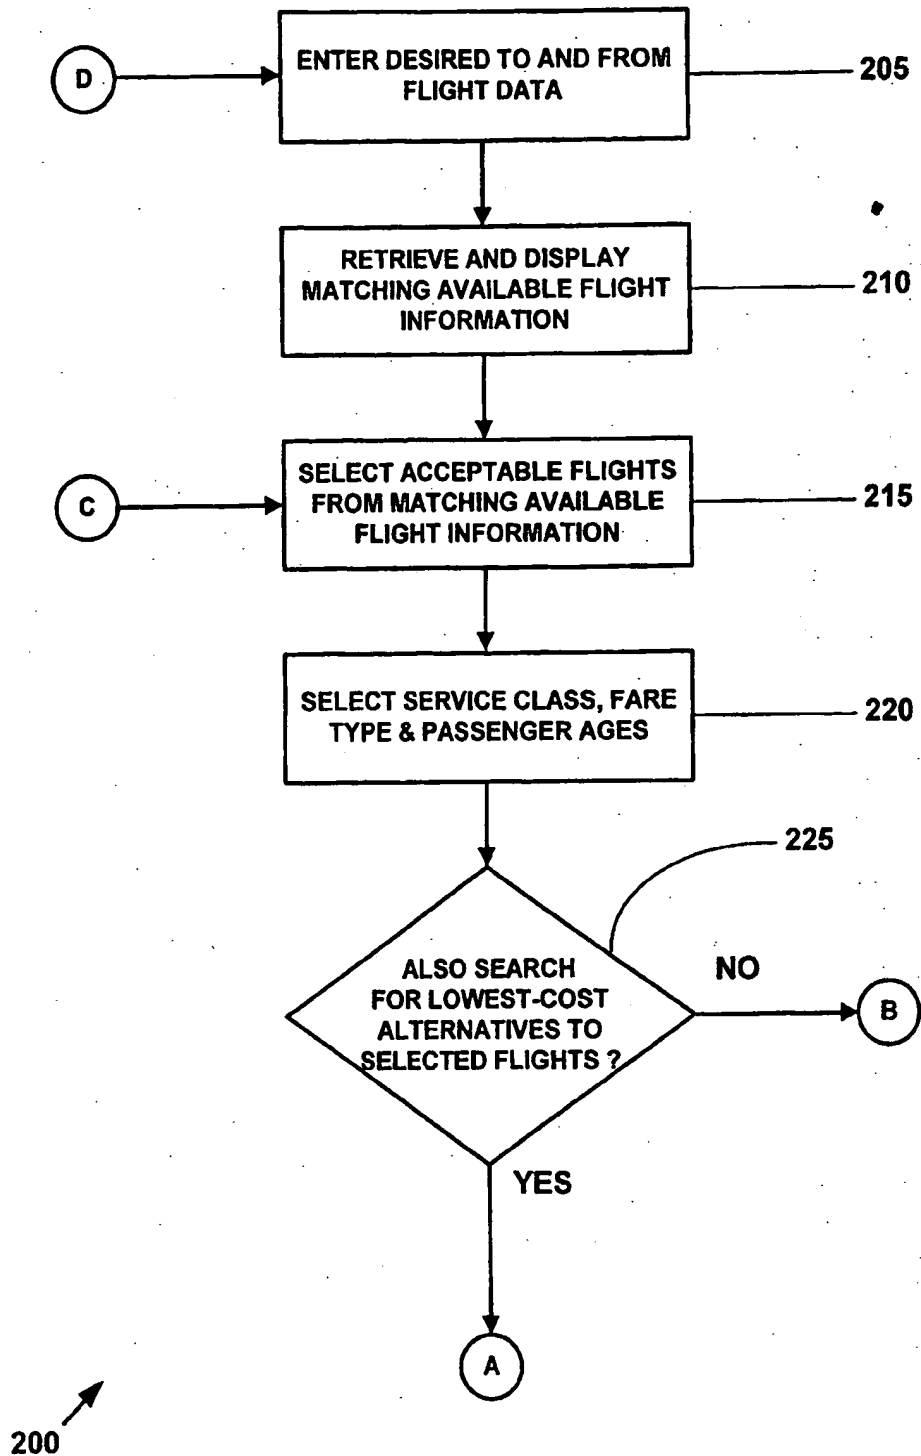 D
ENTER DESIRED TO AND FROM
FLIGHT DATA
205
RETRIEVE AND DISPLAY
MATCHING AVAILABLE FLIGHT
INFORMATION
210
C
SELECT ACCEPTABLE FLIGHTS
FROM MATCHING AVAILABLE
FLIGHT INFORMATION
215
SELECT SERVICE CLASS, FARE
TYPE & PASSENGER AGES
220
225
ALSO SEARCH
FOR LOWEST-COST
ALTERNATIVES TO
SELECTED FLIGHTS ?
NO
B
YES
A
200